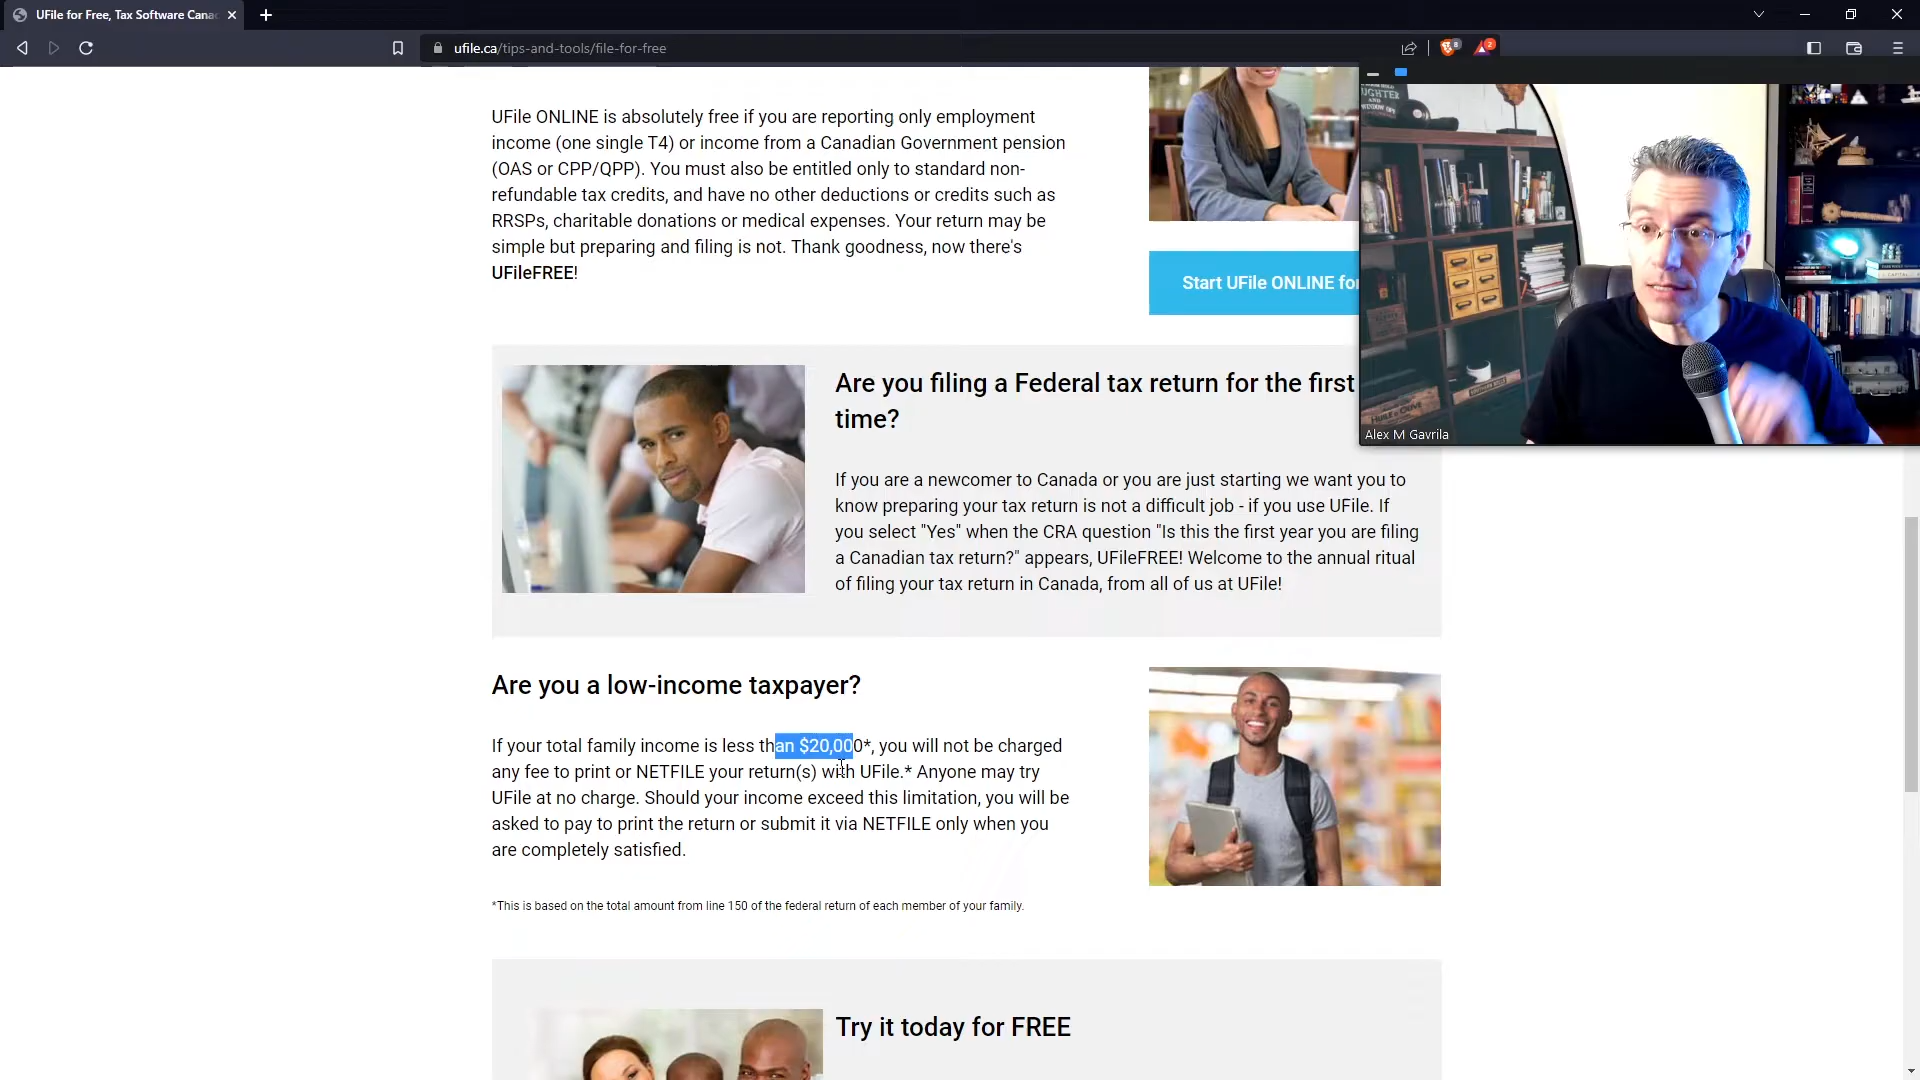 UFile for Free, Tax Software Cana
ufile.ca/tips-and-tools/file-for-free
8
2
UFile ONLINE is absolutely free if you are reporting only employment
income (one single T4) or income from a Canadian Government pension
(OAS or CPP/QPP). You must also be entitled only to standard non-
refundable tax credits, and have no other deductions or credits such as
RRSPs, charitable donations or medical expenses. Your return may be
simple but preparing and filing is not. Thank goodness, now there's
UFileFREE!
Start UFile ONLINE for
Alex M Gavrila
Are you filing a Federal tax return for the first
time?
If you are a newcomer to Canada or you are just starting we want you to
know preparing your tax return is not a difficult job - if you use UFile. If
you select "Yes" when the CRA question "Is this the first year you are filing
a Canadian tax return?" appears, UFileFREE! Welcome to the annual ritual
of filing your tax return in Canada, from all of us at UFile!
Are you a low-income taxpayer?
If your total family income is less than $20,000*, you will not be charged
any fee to print or NETFILE your return(s) with UFile.* Anyone may try
UFile at no charge. Should your income exceed this limitation, you will be
asked to pay to print the return or submit it via NETFILE only when you
are completely satisfied.
*This is based on the total amount from line 150 of the federal return of each member of your family.
Try it today for FREE